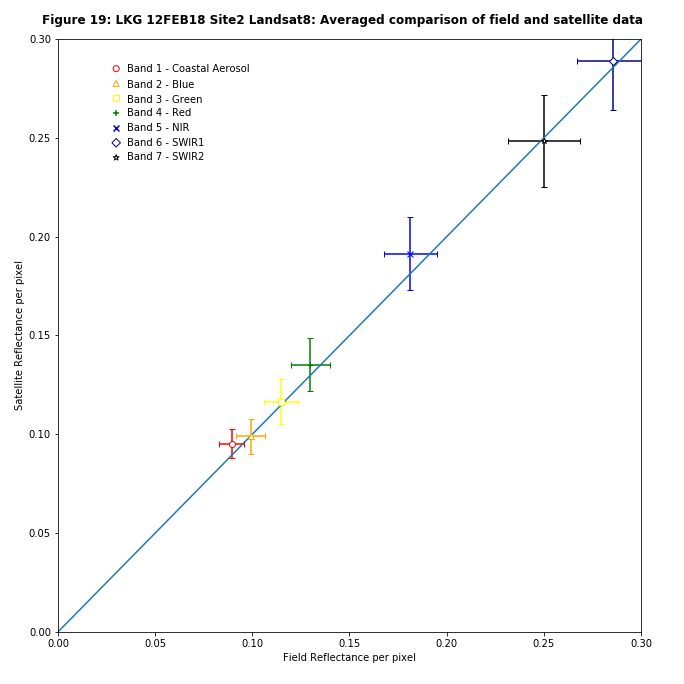 Figure 19: LKG 12FEB18 Site2 Landsat8: Averaged comparison of field and satellite data
Band 1 - Coastal Aerosol
Band 2 - Blue
Band 3 - Green
Band 4 - Red
Band 5 - NIR
Band 6 - SWIR1
Band 7 - SWIR2
Satellite Reflectance per pixel
0.30
0.25
0.20
0.15
0.10
0.05
0.00
0.00 0.05 0.10 0.15 0.20 0.25 0.30
Field Reflectance per pixel